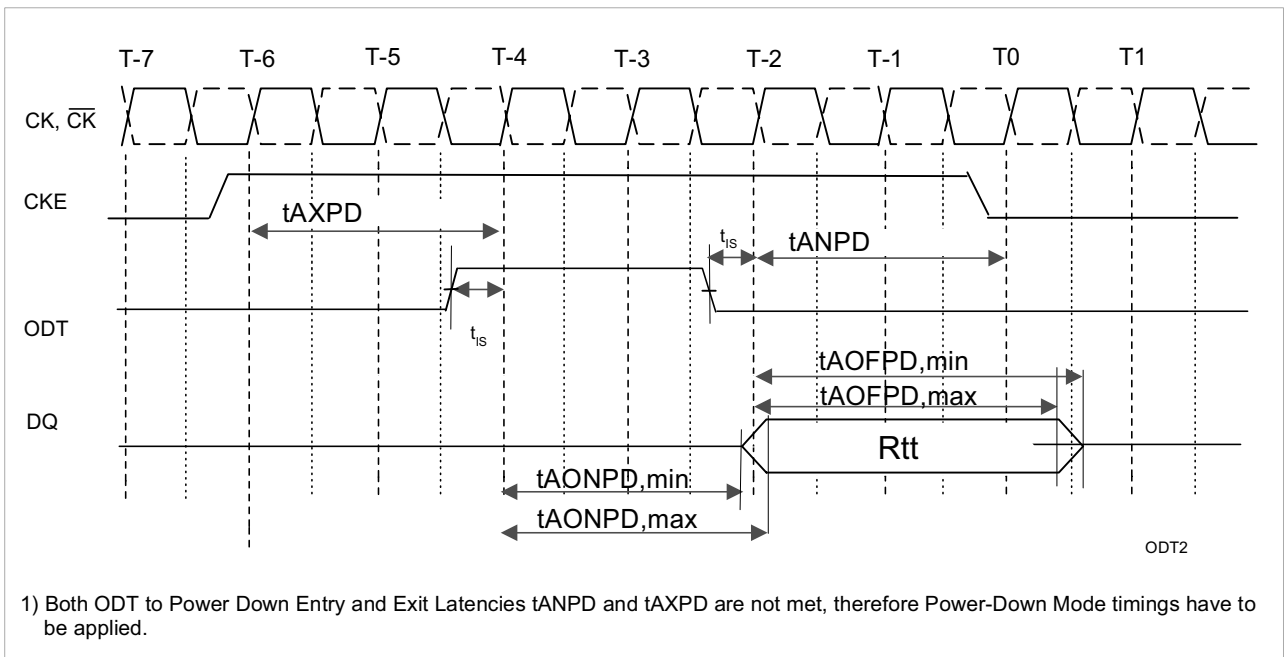 T-7 T-6 T-5 T-4 T-3 T-2 T-1 T0 T1
CK, C̅K̅
CKE
tAXPD
tIS
tANPD
ODT
tIS
tAOFPD,min
tAOFPD,max
DQ
Rtt
tAONPD,min
tAONPD,max
ODT2
1) Both ODT to Power Down Entry and Exit Latencies tANPD and tAXPD are not met, therefore Power-Down Mode timings have to
be applied.